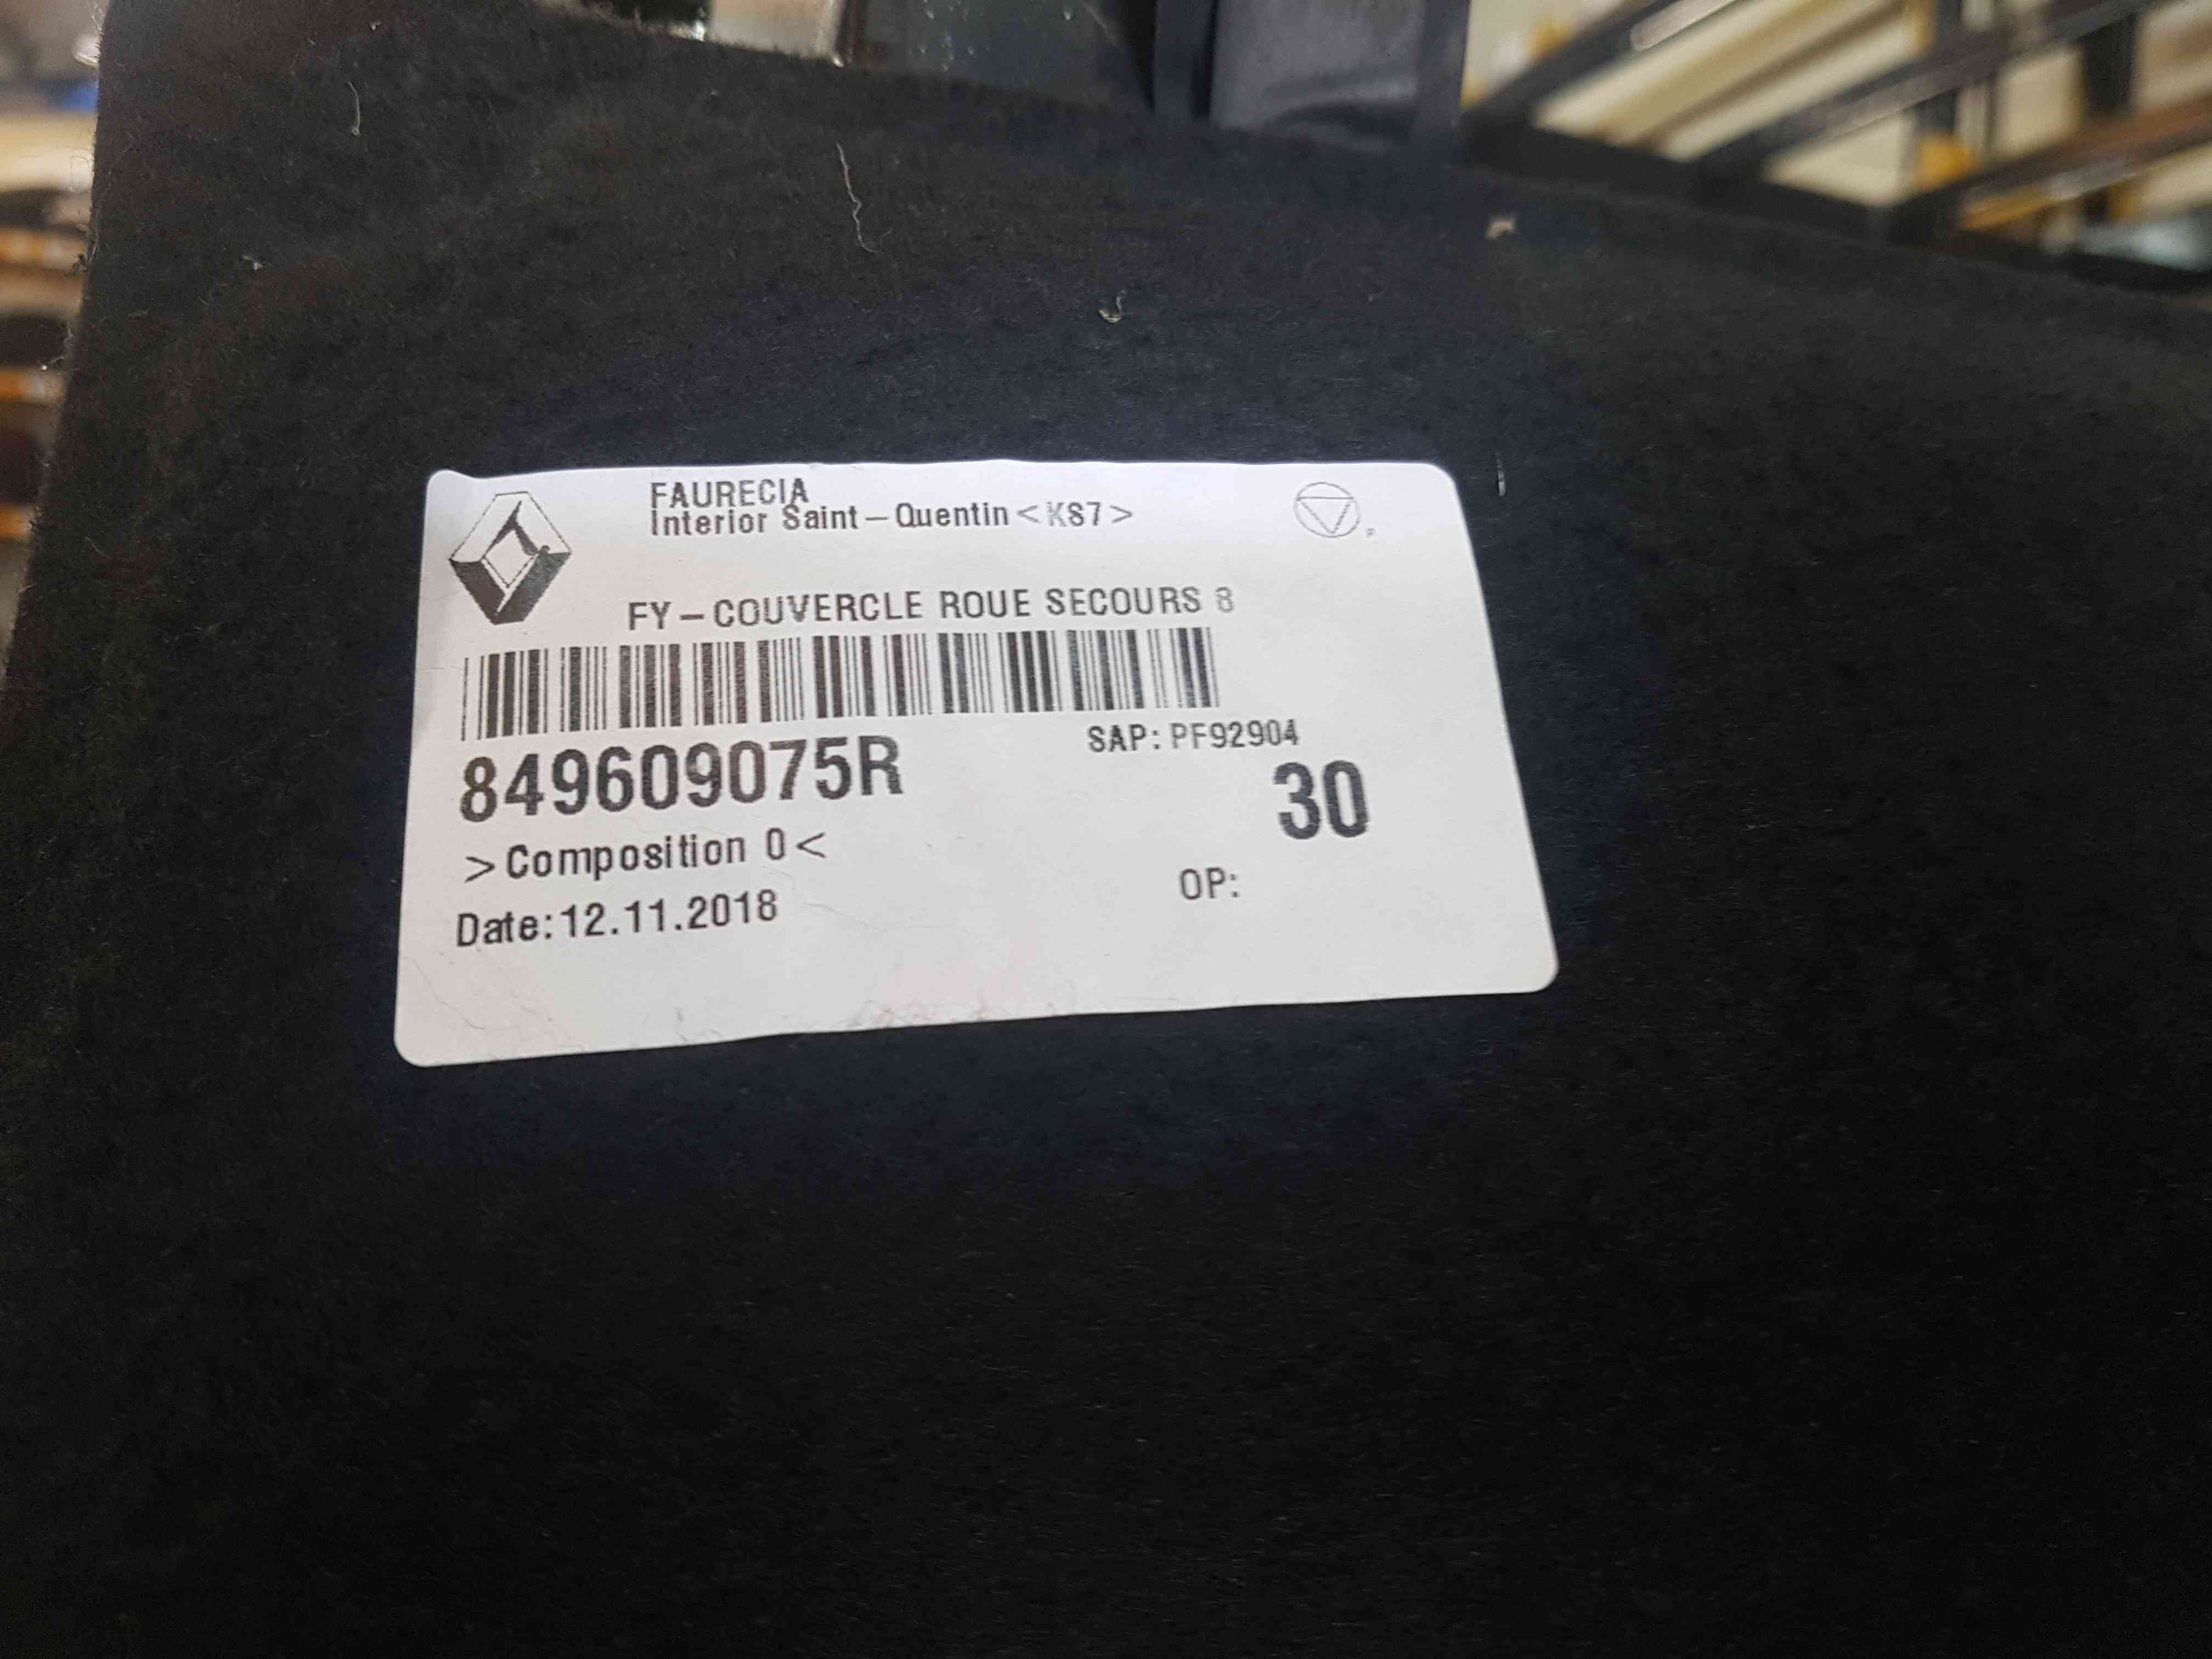 FAURECIA
Interior Saint-Quentin <K87>
FY-COUVERCLE ROUE SECOURS 8
849609075R
SAP: PF92904
30
>Composition 0<
OP:
Date:12.11.2018